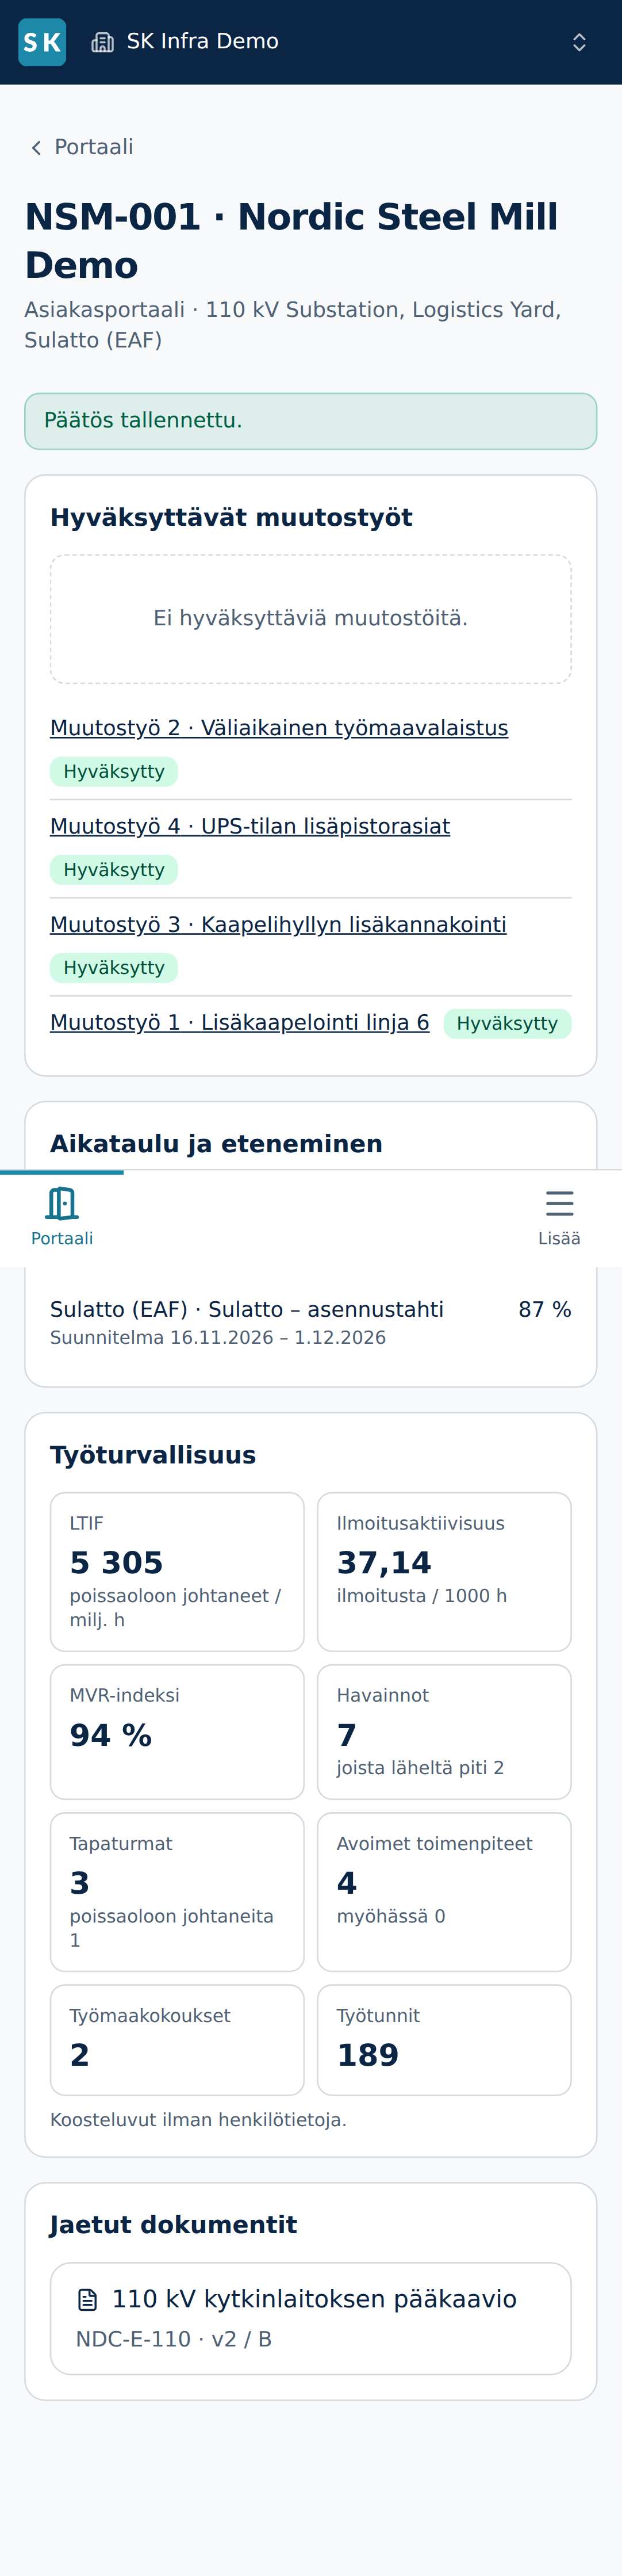 SK
SK Infra Demo
Portaali
NSM-001 · Nordic Steel Mill
Demo
Asiakasportaali · 110 kV Substation, Logistics Yard,
Sulatto (EAF)
Päätös tallennettu.
Hyväksyttävät muutostyöt
Ei hyväksyttäviä muutostöitä.
Muutostyö 2 · Väliaikainen työmaavalaistus
Hyväksytty
Muutostyö 4 · UPS-tilan lisäpistorasiat
Hyväksytty
Muutostyö 3 · Kaapelihyllyn lisäkannakointi
Hyväksytty
Muutostyö 1 · Lisäkaapelointi linja 6 Hyväksytty
Aikataulu ja eteneminen
Portaali Lisää
Sulatto (EAF) · Sulatto – asennustahti 87 %
Suunnitelma 16.11.2026 – 1.12.2026
Työturvallisuus
LTIF
5 305
poissaoloon johtaneet /
milj. h
Ilmoitusaktiivisuus
37,14
ilmoitusta / 1000 h
MVR-indeksi
94 %
Havainnot
7
joista läheltä piti 2
Tapaturmat
3
poissaoloon johtaneita
1
Avoimet toimenpiteet
4
myöhässä 0
Työmaakokoukset
2
Työtunnit
189
Koosteluvut ilman henkilötietoja.
Jaetut dokumentit
110 kV kytkinlaitoksen pääkaavio
NDC-E-110 · v2 / B